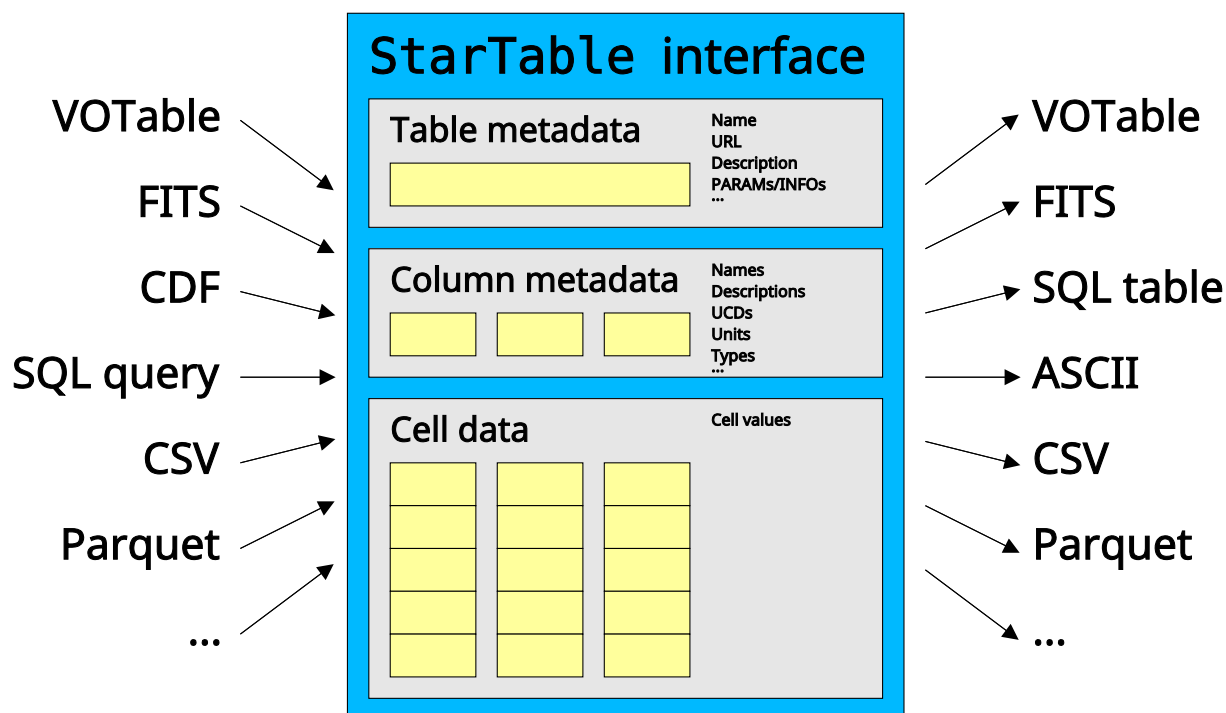 StarTable interface
VOTable
FITS
CDF
SQL query
CSV
Parquet
...
Table metadata
Name
URL
Description
PARAMs/INFOs
...
Column metadata
Names
Descriptions
UCDs
Units
Types
...
Cell data
Cell values
VOTable
FITS
SQL table
ASCII
CSV
Parquet
...